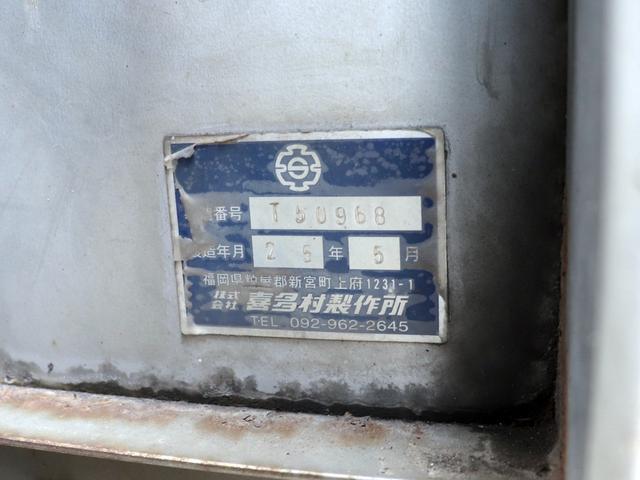 番号 T50968
造年月 25年5月
福岡県粕屋郡新宮町上府1231-1
株式会社 喜多村製作所
TEL 092-962-2645